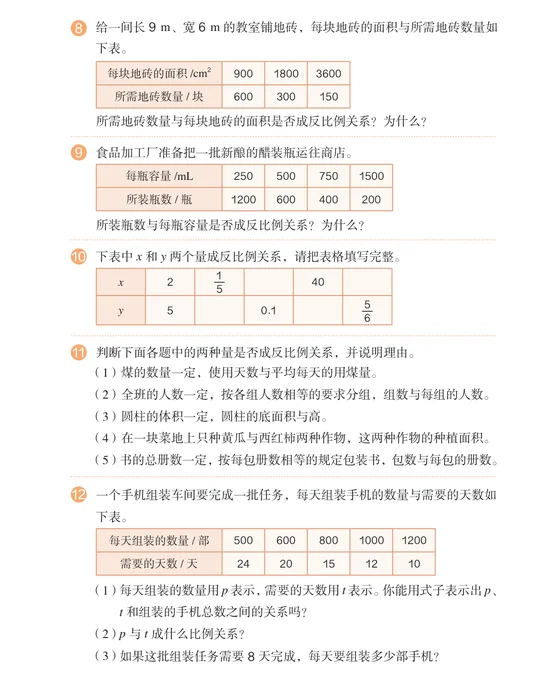 8 给一间长 9 m、宽 6 m 的教室铺地砖，每块地砖的面积与所需地砖数量如
下表。
每块地砖的面积 /cm² 900 1800 3600
所需地砖数量 / 块 600 300 150
所需地砖数量与每块地砖的面积是否成反比例关系？为什么？
9 食品加工厂准备把一批新酿的醋装瓶运往商店。
每瓶容量 /mL 250 500 750 1500
所装瓶数 / 瓶 1200 600 400 200
所装瓶数与每瓶容量是否成反比例关系？为什么？
10 下表中 x 和 y 两个量成反比例关系，请把表格填写完整。
x 2 1/5 40
y 5 0.1 5/6
11 判断下面各题中的两种量是否成反比例关系，并说明理由。
（1）煤的数量一定，使用天数与平均每天的用煤量。
（2）全班的人数一定，按各组人数相等的要求分组，组数与每组的人数。
（3）圆柱的体积一定，圆柱的底面积与高。
（4）在一块菜地上只种黄瓜与西红柿两种作物，这两种作物的种植面积。
（5）书的总册数一定，按每包册数相等的规定包装书，包数与每包的册数。
12 一个手机组装车间要完成一批任务，每天组装手机的数量与需要的天数如
下表。
每天组装的数量 / 部 500 600 800 1000 1200
需要的天数 / 天 24 20 15 12 10
（1）每天组装的数量用 p 表示，需要的天数用 t 表示。你能用式子表示出 p、
t 和组装的手机总数之间的关系吗？
（2）p 与 t 成什么比例关系？
（3）如果这批组装任务需要 8 天完成，每天要组装多少部手机？